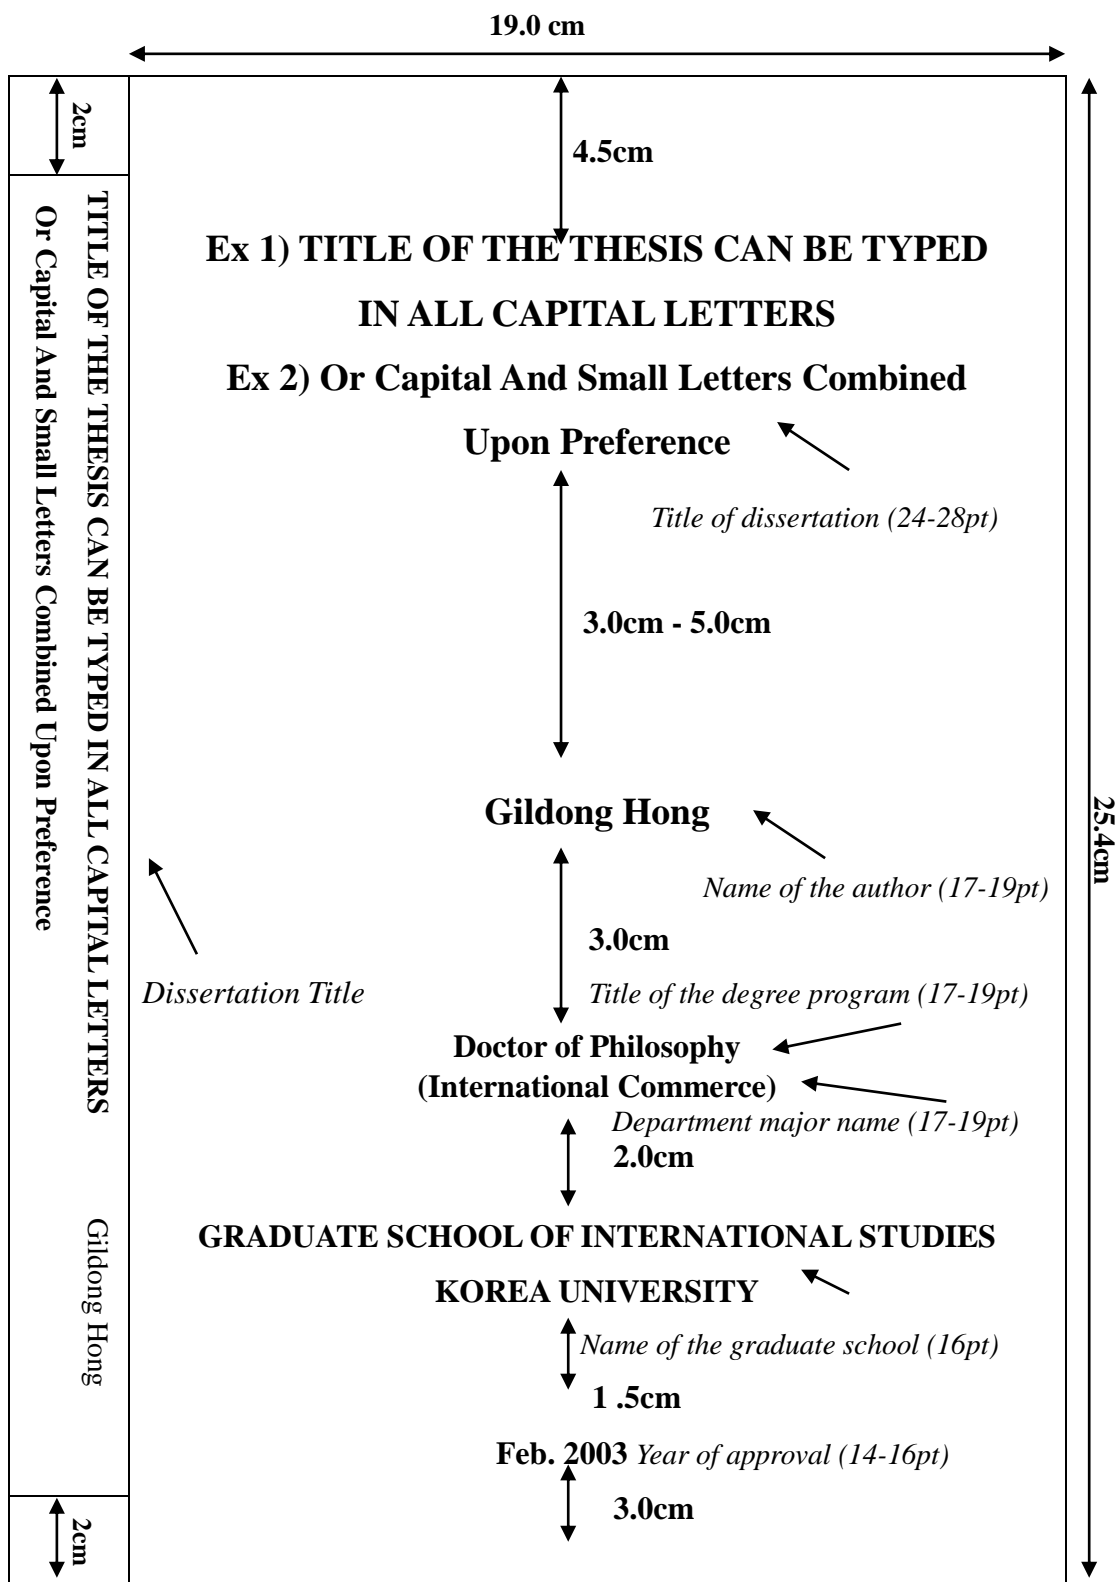 19.0 cm
2cm
4.5cm
TITLE OF THE THESIS CAN BE TYPED IN ALL CAPITAL LETTERS
Or Capital And Small Letters Combined Upon Preference
Gildong Hong
2cm
Ex 1) TITLE OF THE THESIS CAN BE TYPED
IN ALL CAPITAL LETTERS
Ex 2) Or Capital And Small Letters Combined
Upon Preference
Title of dissertation (24-28pt)
3.0cm - 5.0cm
Gildong Hong
25.4cm
Name of the author (17-19pt)
3.0cm
Dissertation Title
Title of the degree program (17-19pt)
Doctor of Philosophy
(International Commerce)
Department major name (17-19pt)
2.0cm
GRADUATE SCHOOL OF INTERNATIONAL STUDIES
KOREA UNIVERSITY
Name of the graduate school (16pt)
1 .5cm
Feb. 2003 Year of approval (14-16pt)
3.0cm